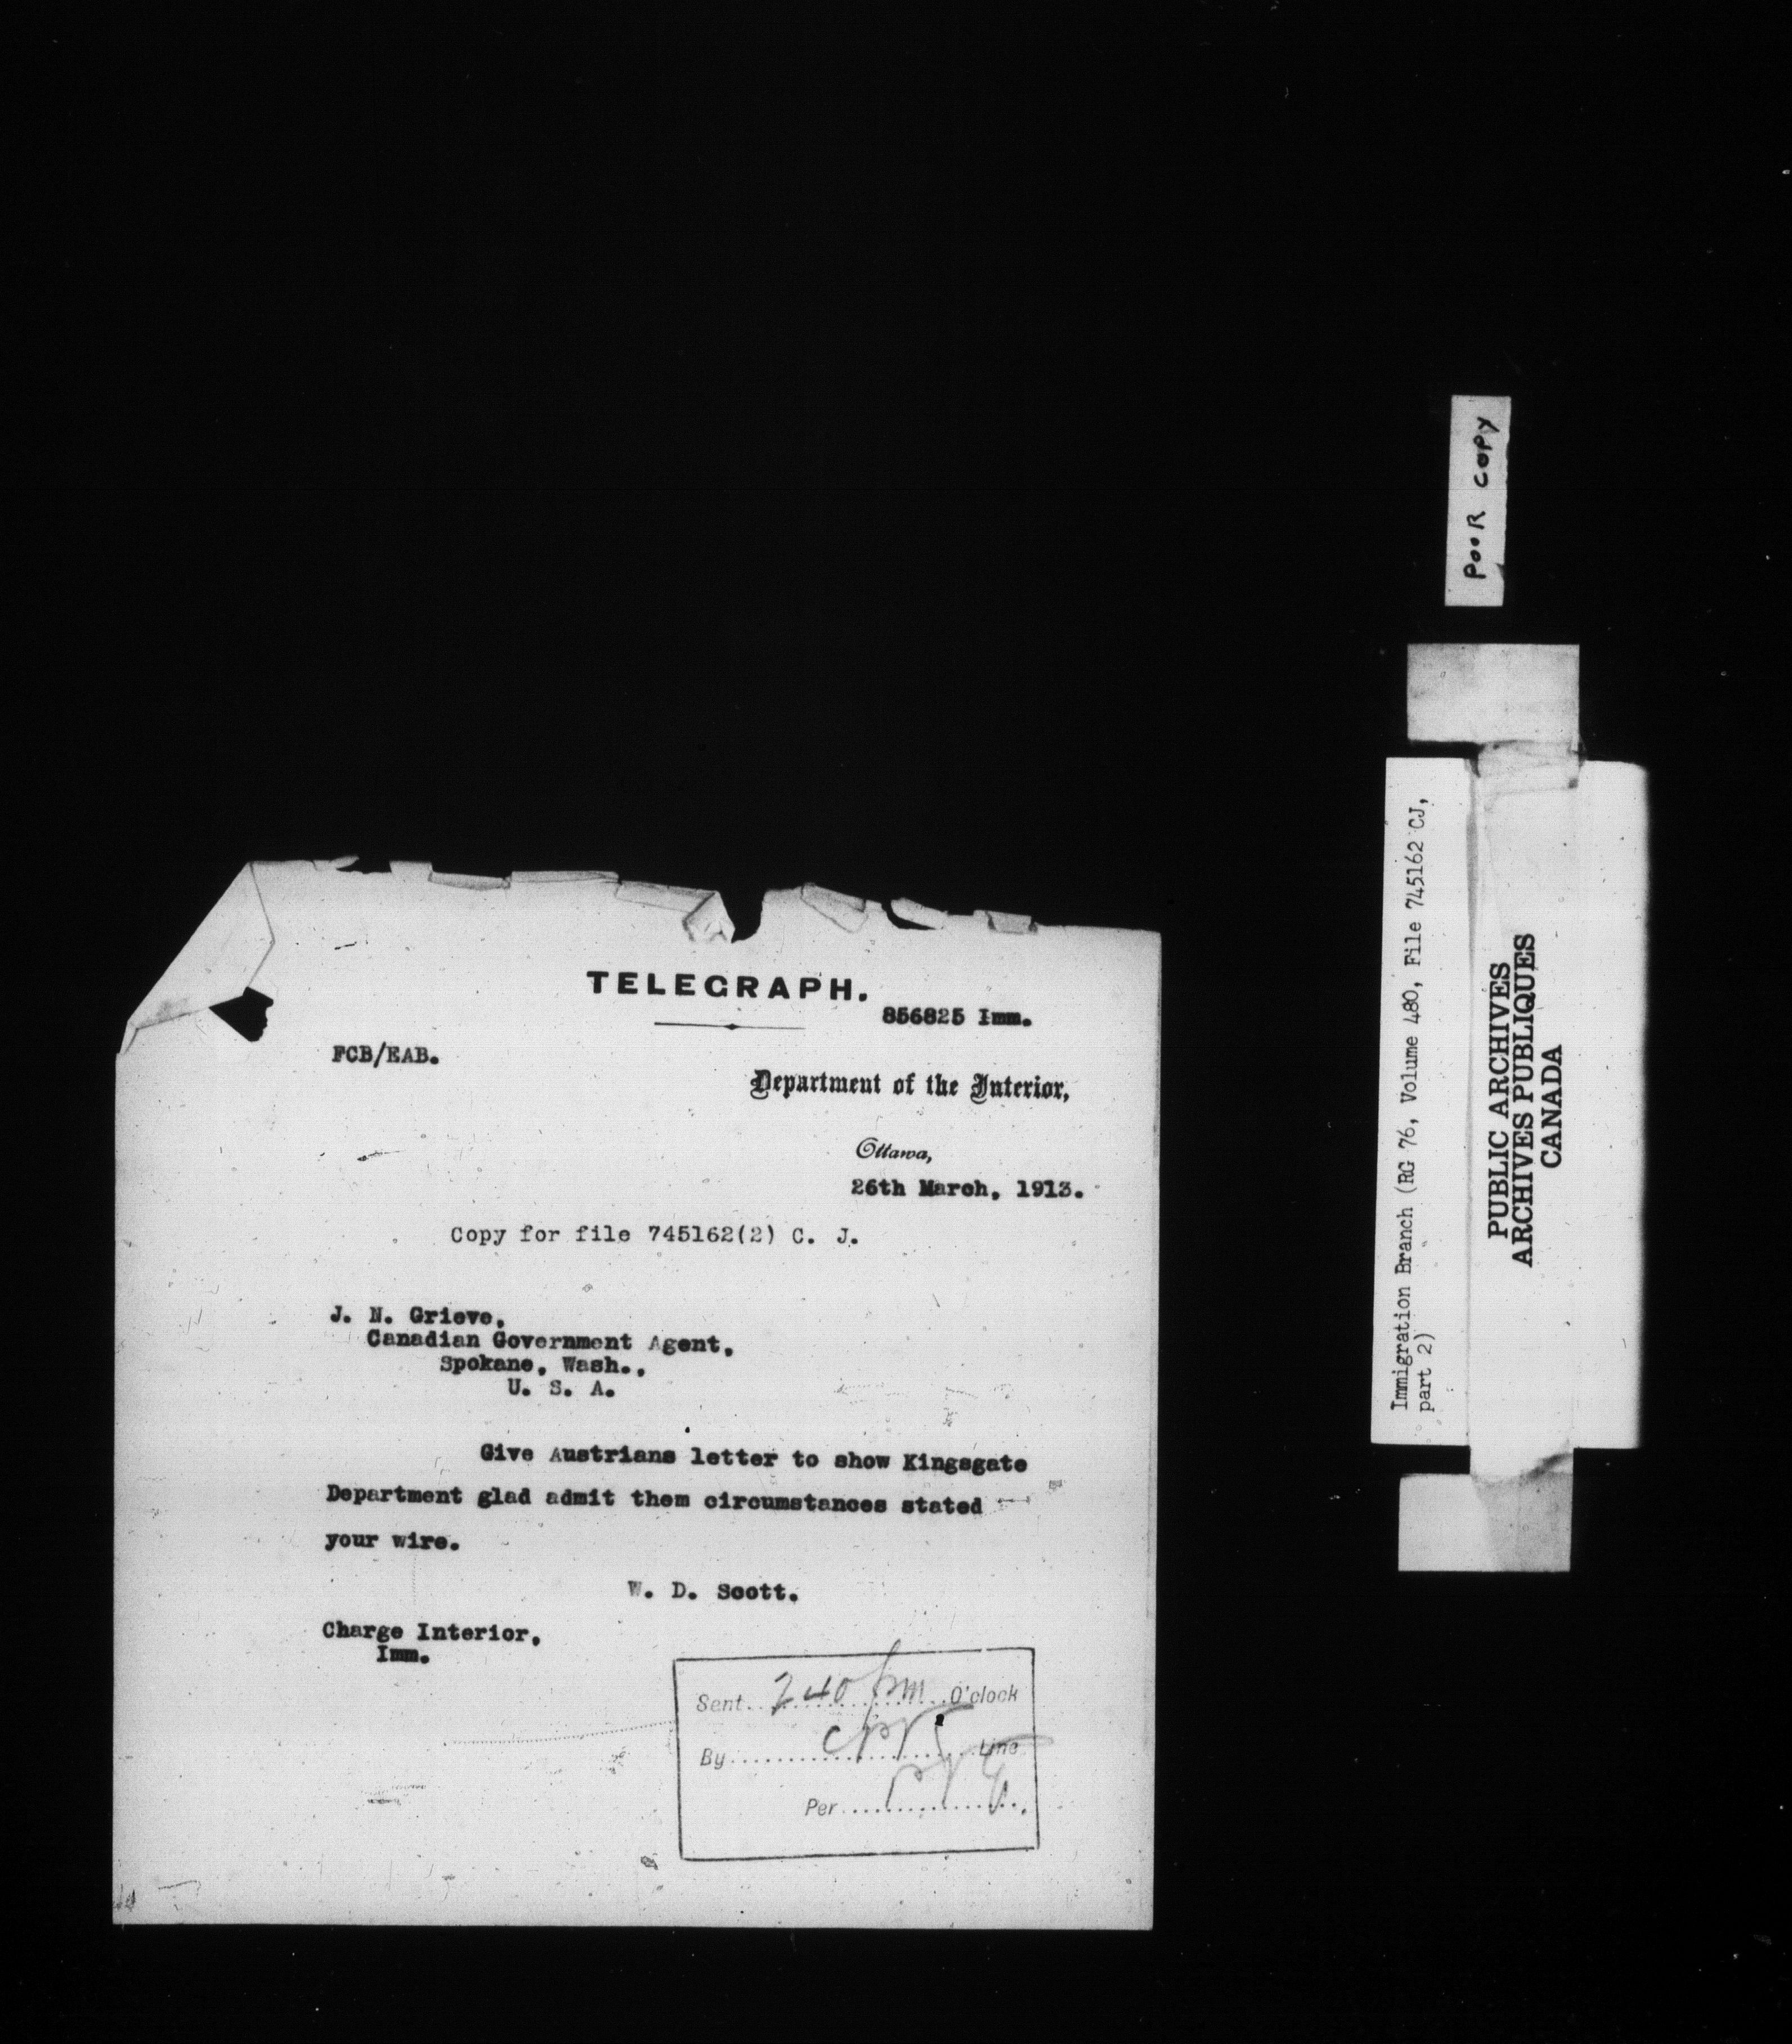 TELEGRAPH.
856825 Imm.
FCB/EAB.
Department of the Interior,
Ottawa,
26th March, 1913.
Copy for file 745162(2) C. J.
J. N. Grieve,
Canadian Government Agent,
Spokane, Wash.,
U. S. A.
Give Austrians letter to show Kingsgate
Department glad admit them circumstances stated
your wire.
W. D. Scott.
Charge Interior,
Imm.
Sent 240 pm O'clock
By cpr Line
Per
POOR COPY
Immigration Branch (RG 76, Volume 480, File 745162 CJ,
part 2)
PUBLIC ARCHIVES
ARCHIVES PUBLIQUES
CANADA